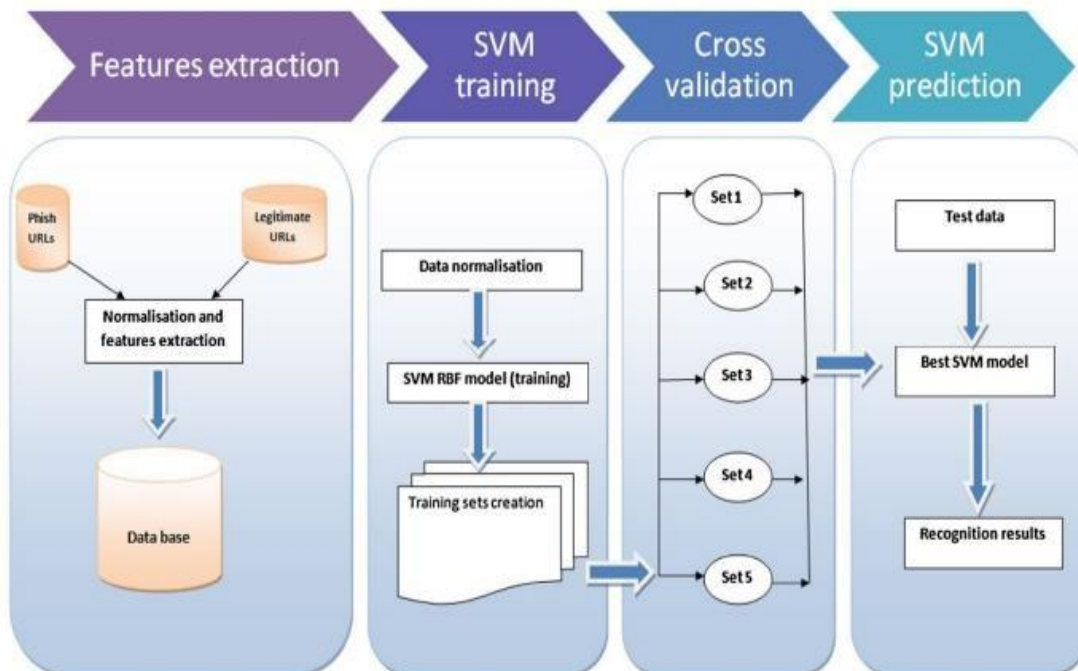 Features extraction
SVM
training
Cross
validation
SVM
prediction
Phish
URLs
Legitimate
URLs
Normalisation and
features extraction
Data base
Data normalisation
SVM RBF model (training)
Training sets creation
Set 1
Set 2
Set 3
Set 4
Set 5
Test data
Best SVM model
Recognition results